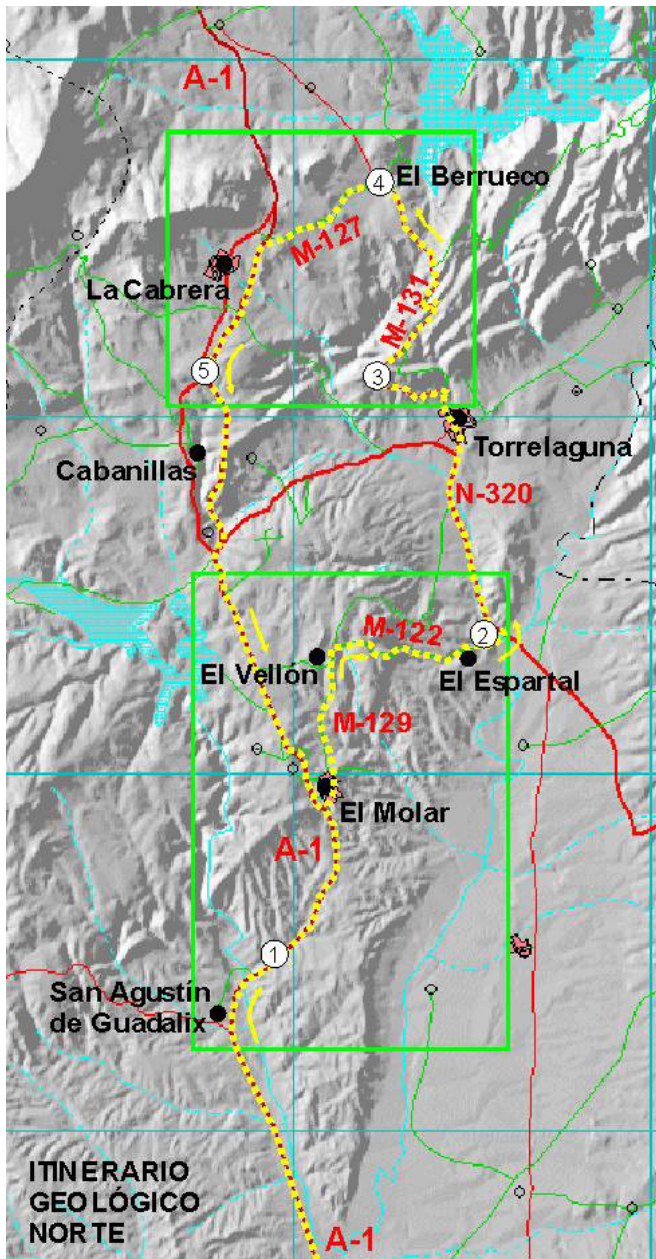 A-1
4
El Berrueco
M-127
La Cabrera
M-131
5
3
Torrelaguna
Cabanillas
N-320
M-122
2
El Vellón
El Espartal
M-129
El Molar
A-1
1
San Agustín
de Guadalix
ITINERARIO
GEOLÓGICO
NORTE
A-1